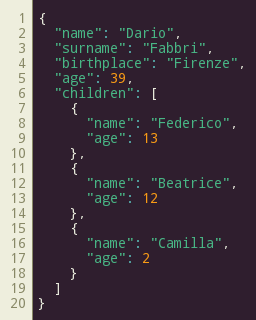 1 {
2   "name": "Dario",
3   "surname": "Fabbri",
4   "birthplace": "Firenze",
5   "age": 39,
6   "children": [
7     {
8       "name": "Federico",
9       "age": 13
10     },
11     {
12       "name": "Beatrice",
13       "age": 12
14     },
15     {
16       "name": "Camilla",
17       "age": 2
18     }
19   ]
20 }